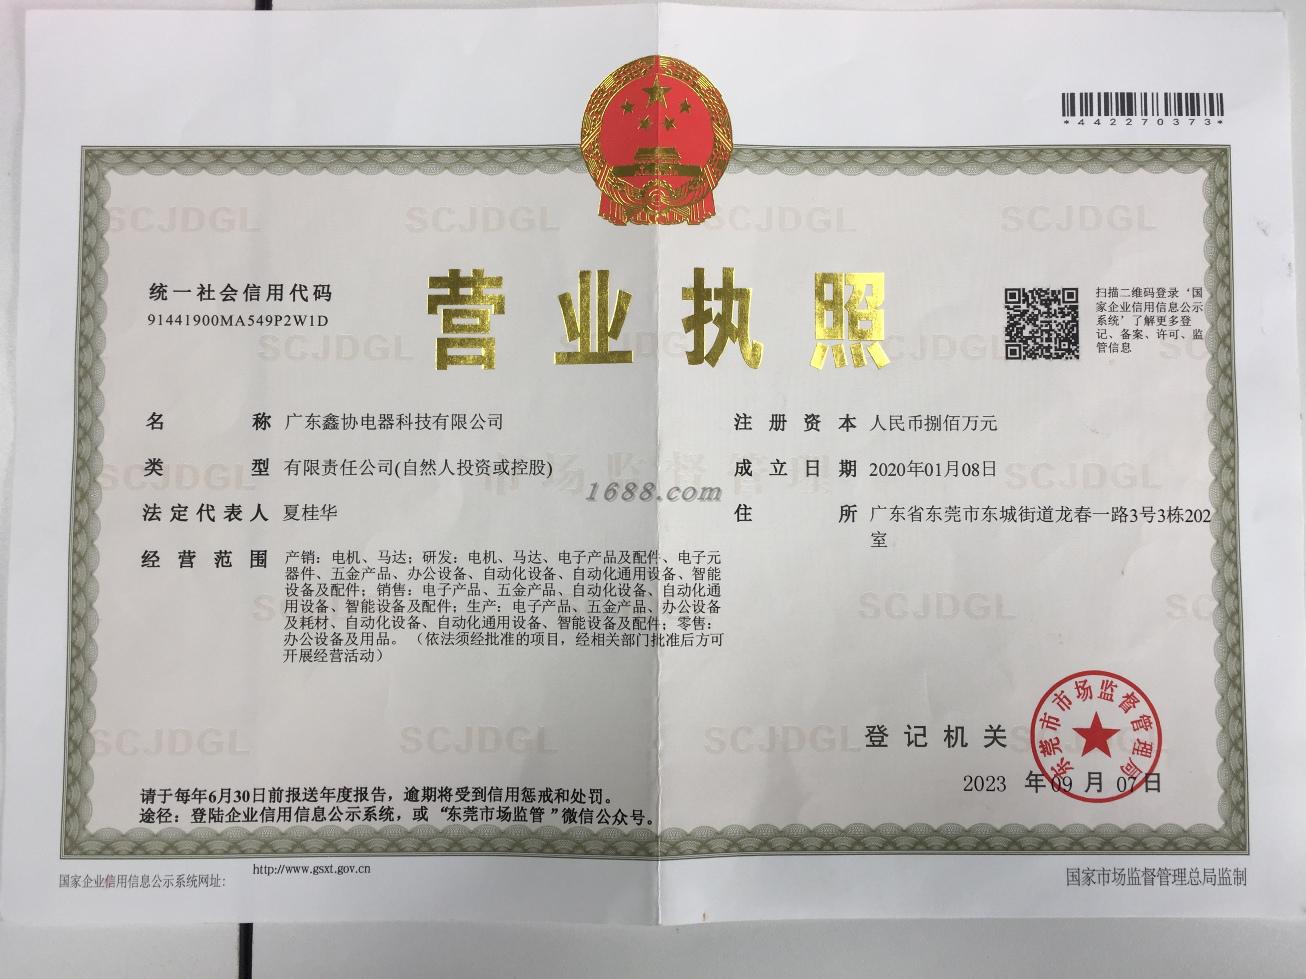 *442270373*
营业执照
统一社会信用代码
91441900MA549P2W1D
扫描二维码登录‘国
家企业信用信息公示
系统’了解更多登
记、备案、许可、监
管信息
名 称 广东鑫协电器科技有限公司
类 型 有限责任公司(自然人投资或控股)
法定代表人 夏桂华
经营范围 产销：电机、马达；研发：电机、马达、电子产品及配件、电子元
器件、五金产品、办公设备、自动化设备、自动化通用设备、智能
设备及配件；销售：电子产品、五金产品、自动化设备、自动化通
用设备、智能设备及配件；生产：电子产品、五金产品、办公设备
及耗材、自动化设备、自动化通用设备、智能设备及配件；零售：
办公设备及用品。（依法须经批准的项目，经相关部门批准后方可
开展经营活动）
注册资本 人民币捌佰万元
成立日期 2020年01月08日
住 所 广东省东莞市东城街道龙春一路3号3栋202
室
1688.com
市场监督管理
SCJDGL
登记机关
东莞市市场监督管理局
2023 年 09 月 07 日
请于每年6月30日前报送年度报告，逾期将受到信用惩戒和处罚。
途径：登陆企业信用信息公示系统，或“东莞市场监管”微信公众号。
国家企业信用信息公示系统网址：
http://www.gsxt.gov.cn
国家市场监督管理总局监制